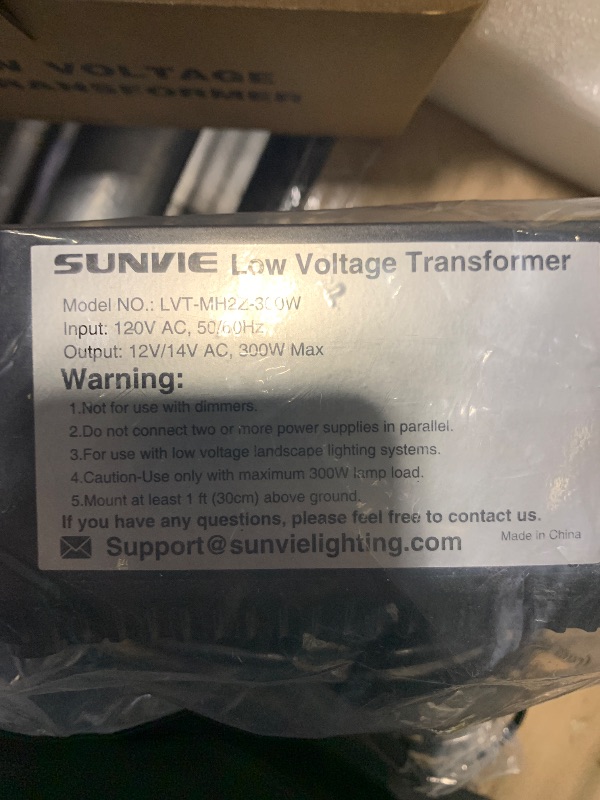 VOLTAGE
TRANSFORMER
SUNVIE Low Voltage Transformer
Model NO.: LVT-MH22-300W
Input: 120V AC, 50/60Hz
Output: 12V/14V AC, 300W Max
Warning:
1.Not for use with dimmers.
2.Do not connect two or more power supplies in parallel.
3.For use with low voltage landscape lighting systems.
4.Caution-Use only with maximum 300W lamp load.
5.Mount at least 1 ft (30cm) above ground.
If you have any questions, please feel free to contact us.
Support@sunvielighting.com
Made in China